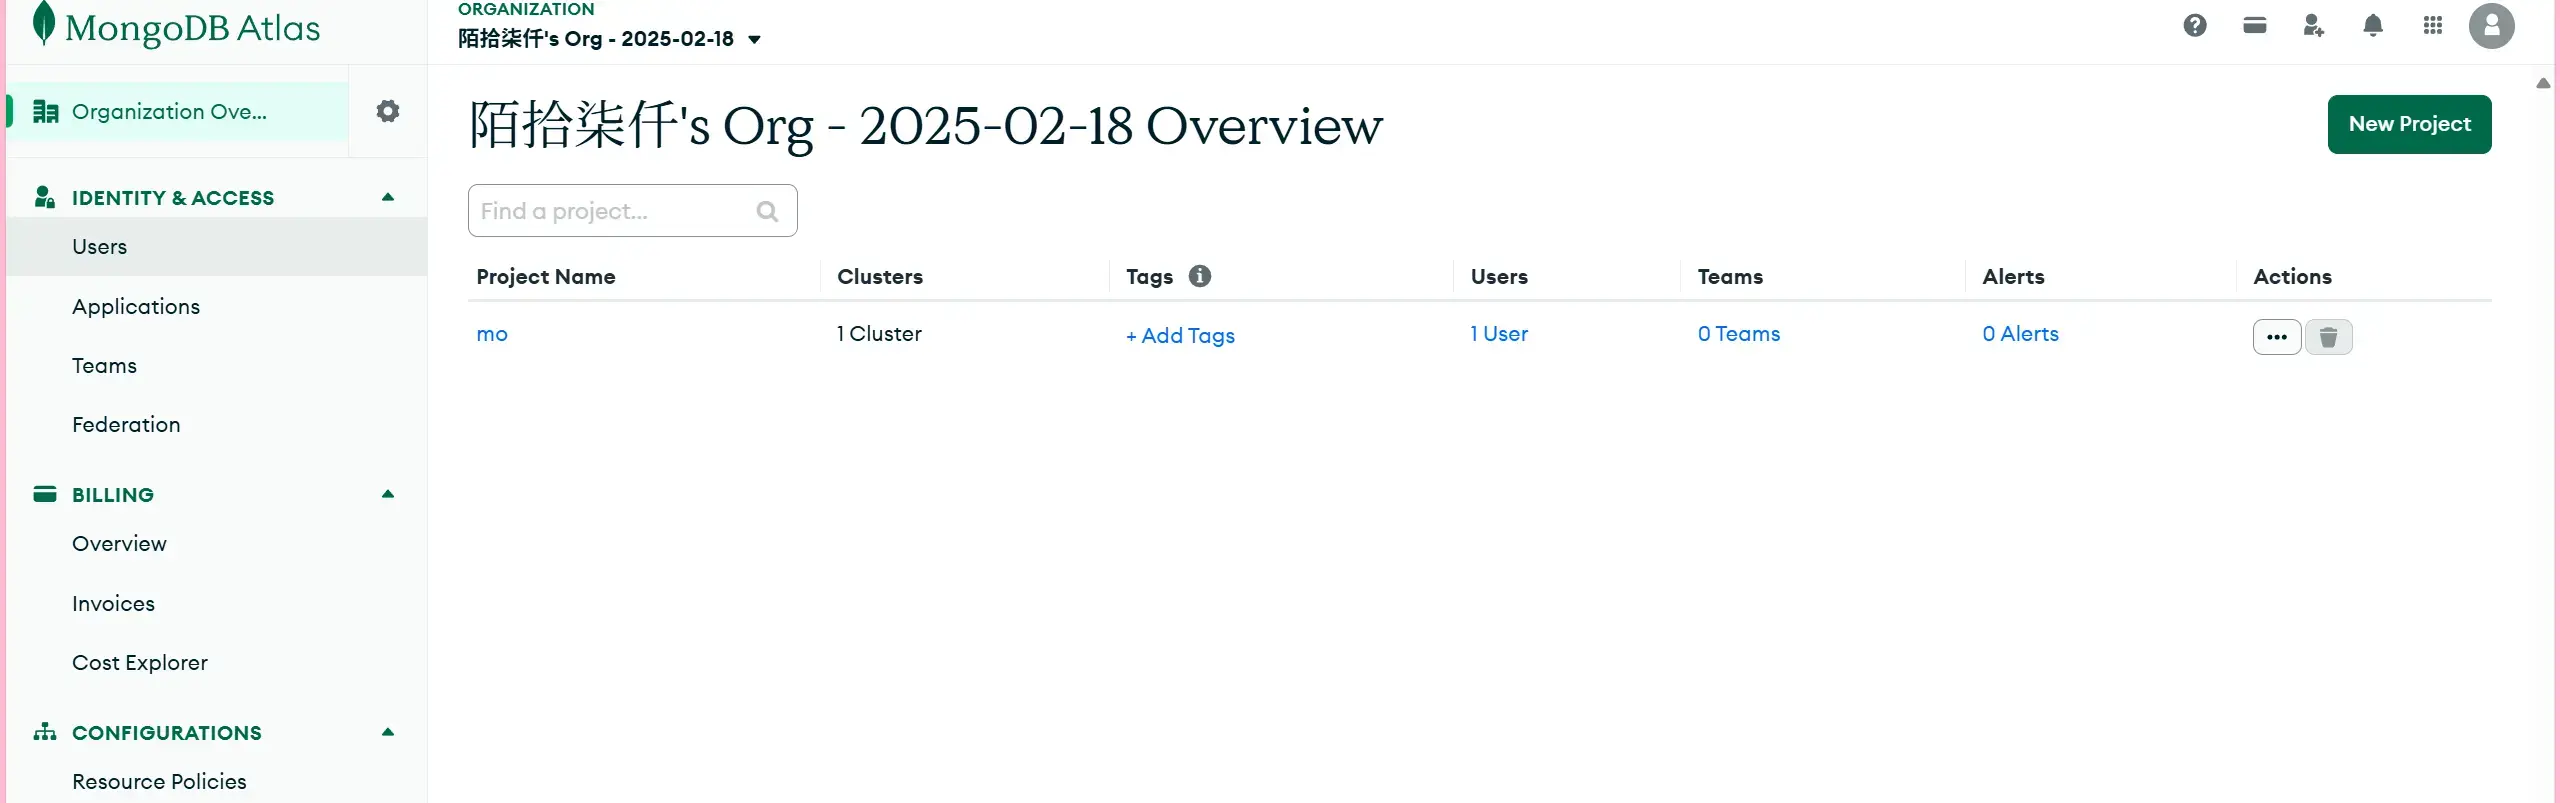 MongoDB Atlas
ORGANIZATION
陌拾柒仟's Org - 2025-02-18
Organization Ove...
IDENTITY & ACCESS
Users
Applications
Teams
Federation
BILLING
Overview
Invoices
Cost Explorer
CONFIGURATIONS
Resource Policies
陌拾柒仟's Org - 2025-02-18 Overview
New Project
Find a project...
Project Name Clusters Tags Users Teams Alerts Actions
mo 1 Cluster + Add Tags 1 User 0 Teams 0 Alerts